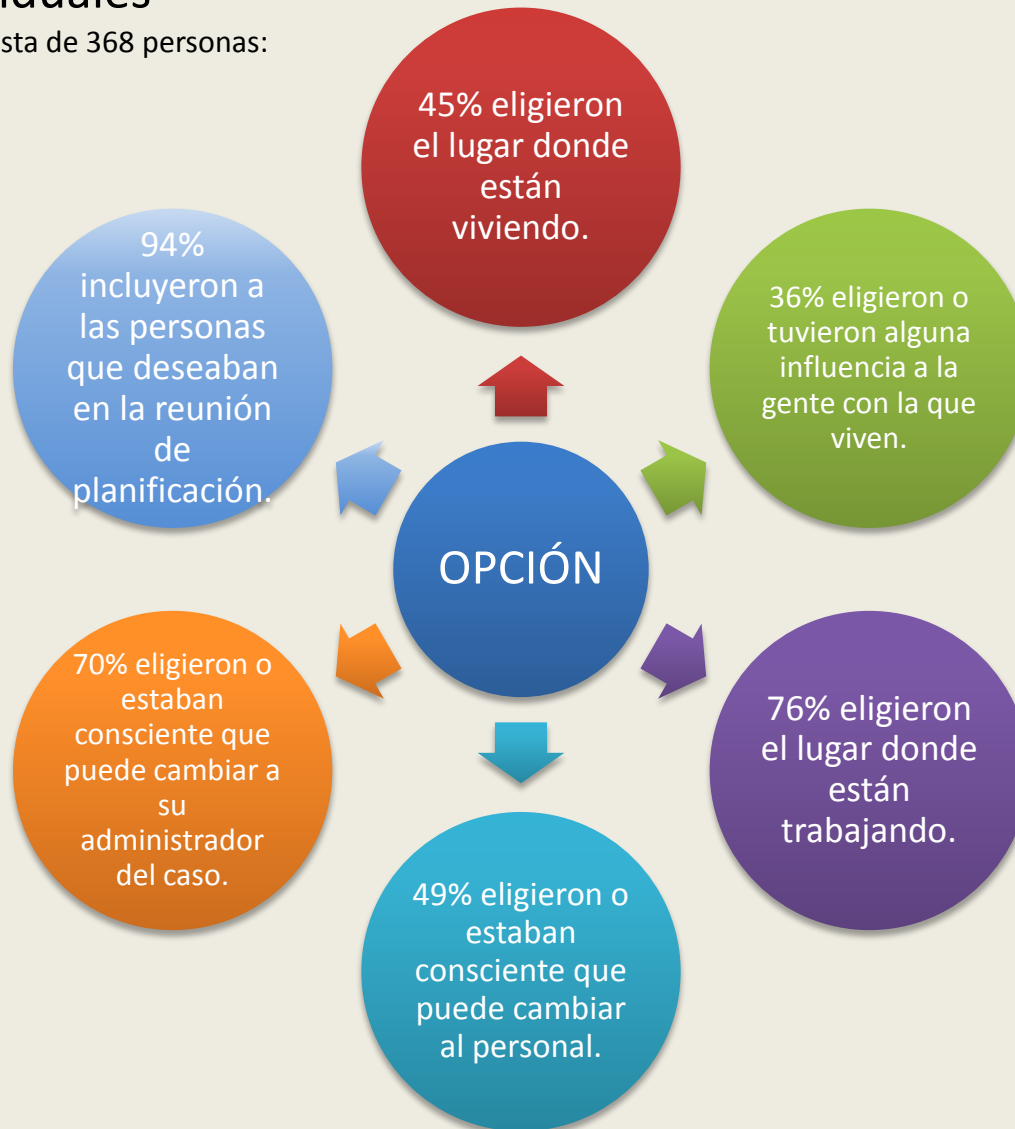 iduales
sta de 368 personas:
45% eligieron
el lugar donde
están
viviendo.
36% eligieron o
tuvieron alguna
influencia a la
gente con la que
viven.
76% eligieron
el lugar donde
están
trabajando.
49% eligieron o
estaban
consciente que
puede cambiar
al personal.
70% eligieron o
estaban
consciente que
puede cambiar a
su
administrador
del caso.
94%
incluyeron a
las personas
que deseaban
en la reunión
de
planificación.
OPCIÓN